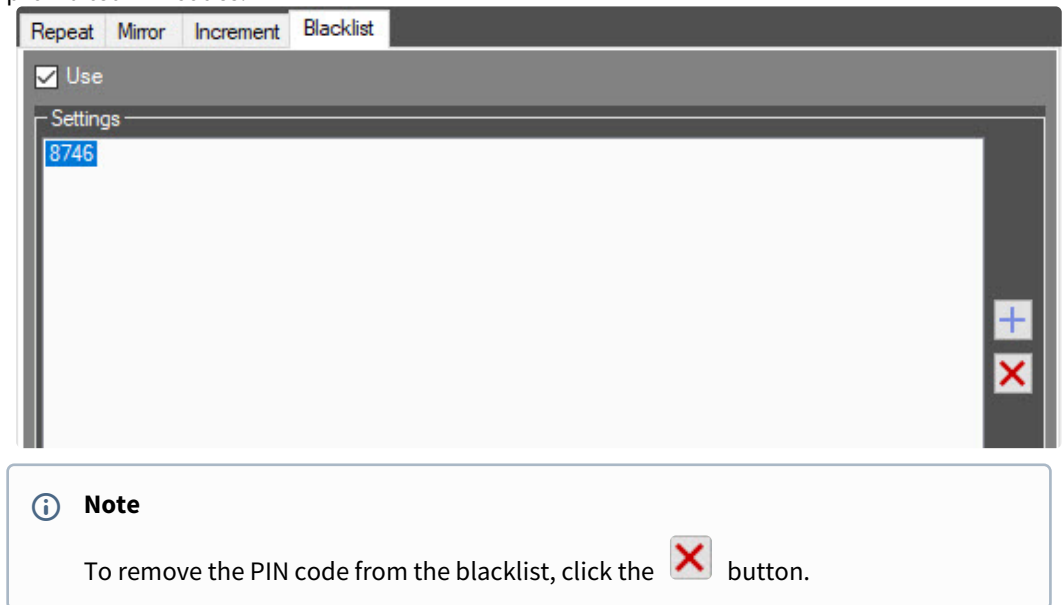 Repeat Mirror Increment Blacklist
Use
Settings
8746
Note
To remove the PIN code from the blacklist, click the button.